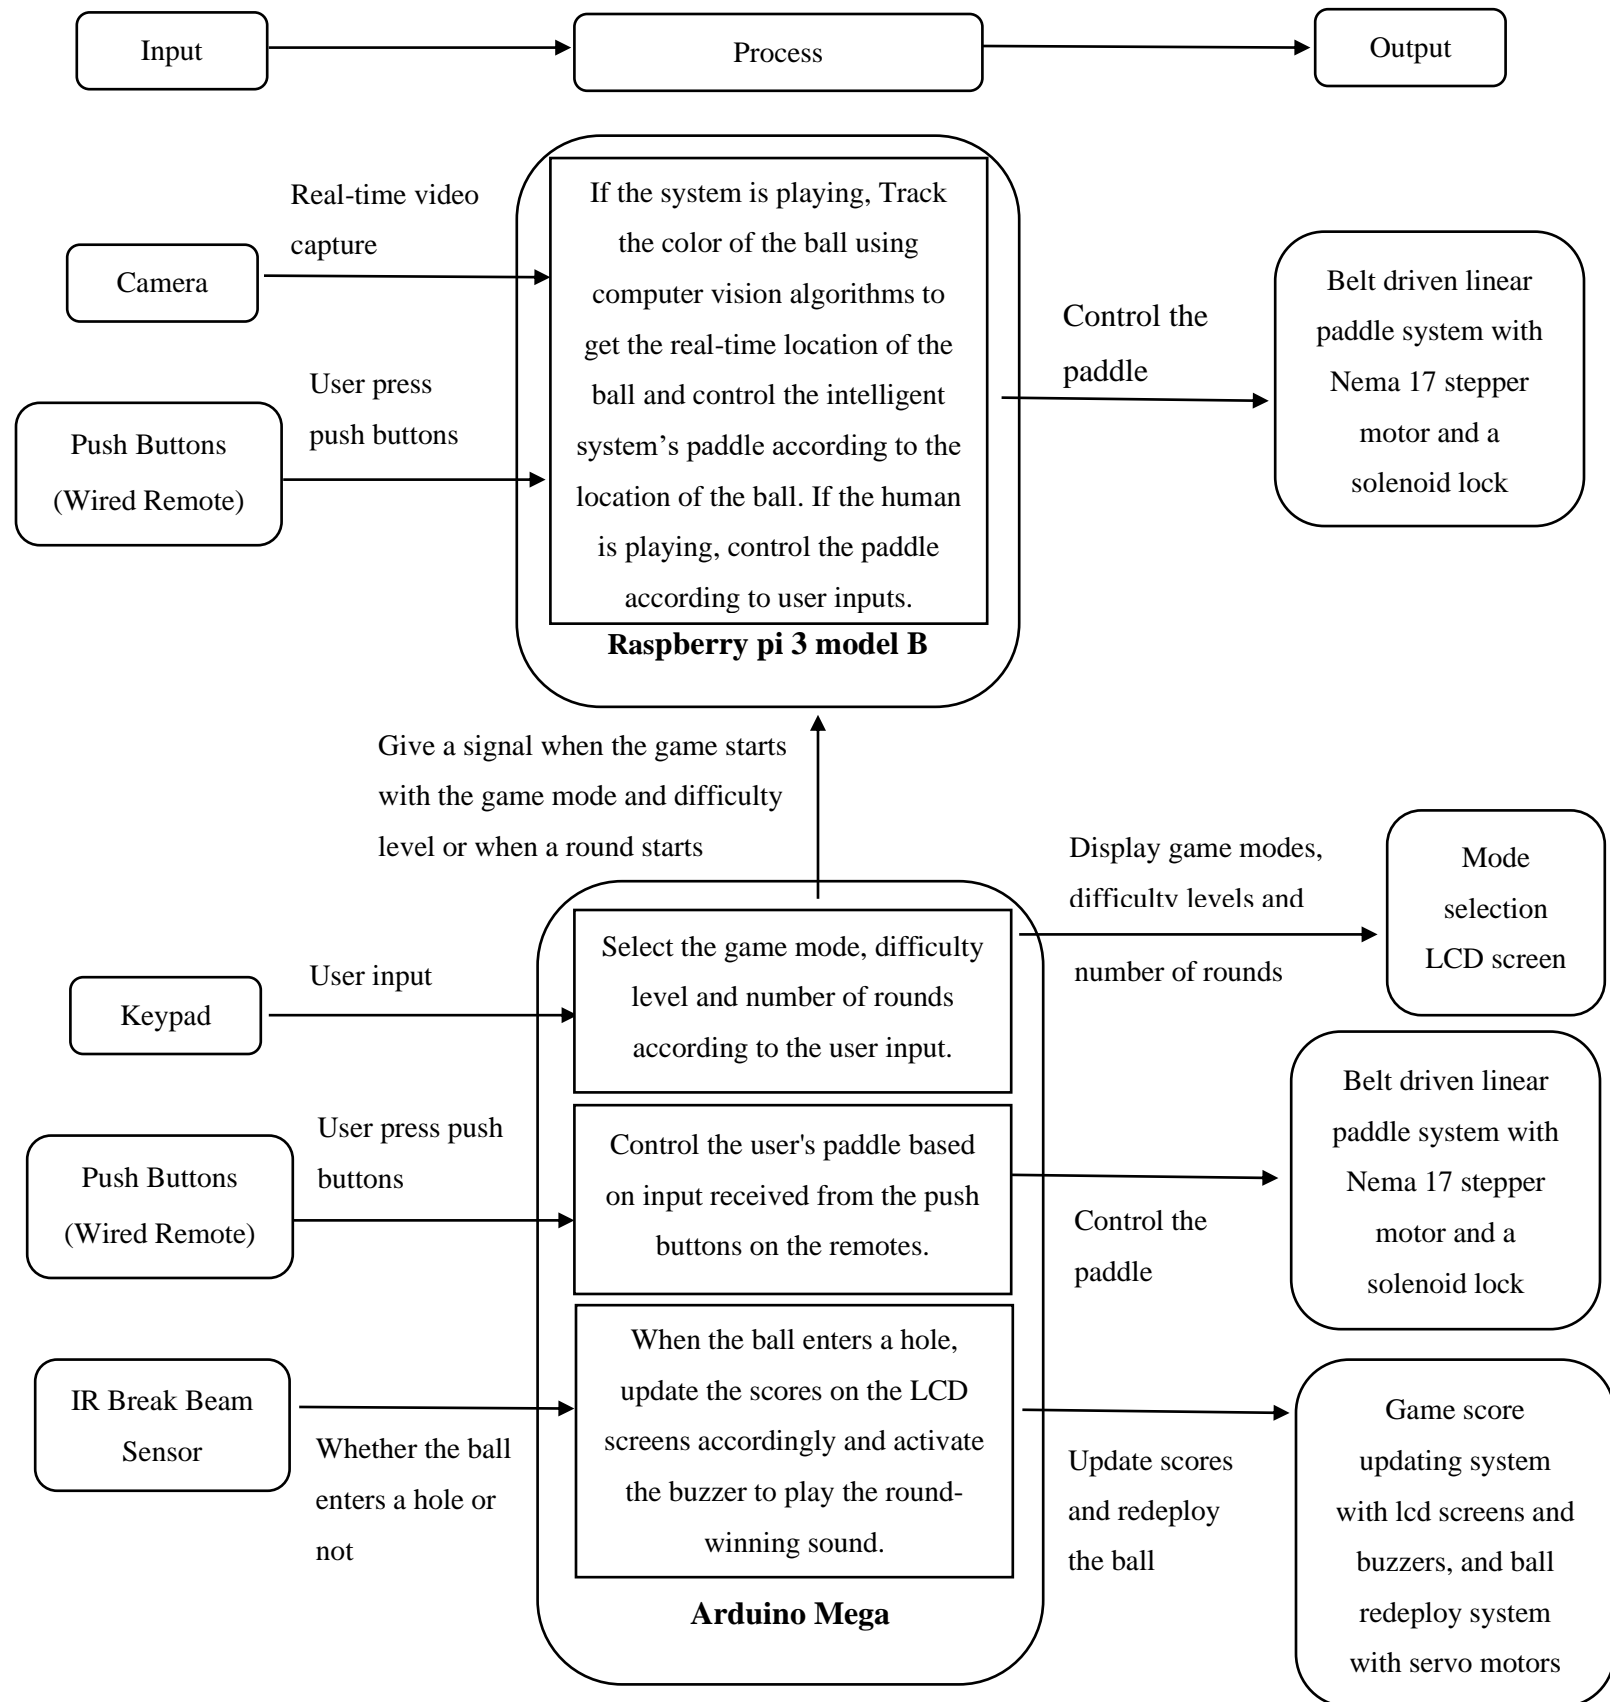 Input
Process
Output
Real-time video
capture
Camera
User press
push buttons
Push Buttons
(Wired Remote)
If the system is playing, Track
the color of the ball using
computer vision algorithms to
get the real-time location of the
ball and control the intelligent
system’s paddle according to the
location of the ball. If the human
is playing, control the paddle
according to user inputs.
Raspberry pi 3 model B
Control the
paddle
Belt driven linear
paddle system with
Nema 17 stepper
motor and a
solenoid lock
Give a signal when the game starts
with the game mode and difficulty
level or when a round starts
Display game modes,
difficulty levels and
number of rounds
Mode
selection
LCD screen
User input
Keypad
Select the game mode, difficulty
level and number of rounds
according to the user input.
User press push
buttons
Push Buttons
(Wired Remote)
Control the user's paddle based
on input received from the push
buttons on the remotes.
Control the
paddle
Belt driven linear
paddle system with
Nema 17 stepper
motor and a
solenoid lock
IR Break Beam
Sensor
Whether the ball
enters a hole or
not
When the ball enters a hole,
update the scores on the LCD
screens accordingly and activate
the buzzer to play the round-
winning sound.
Arduino Mega
Update scores
and redeploy
the ball
Game score
updating system
with lcd screens and
buzzers, and ball
redeploy system
with servo motors